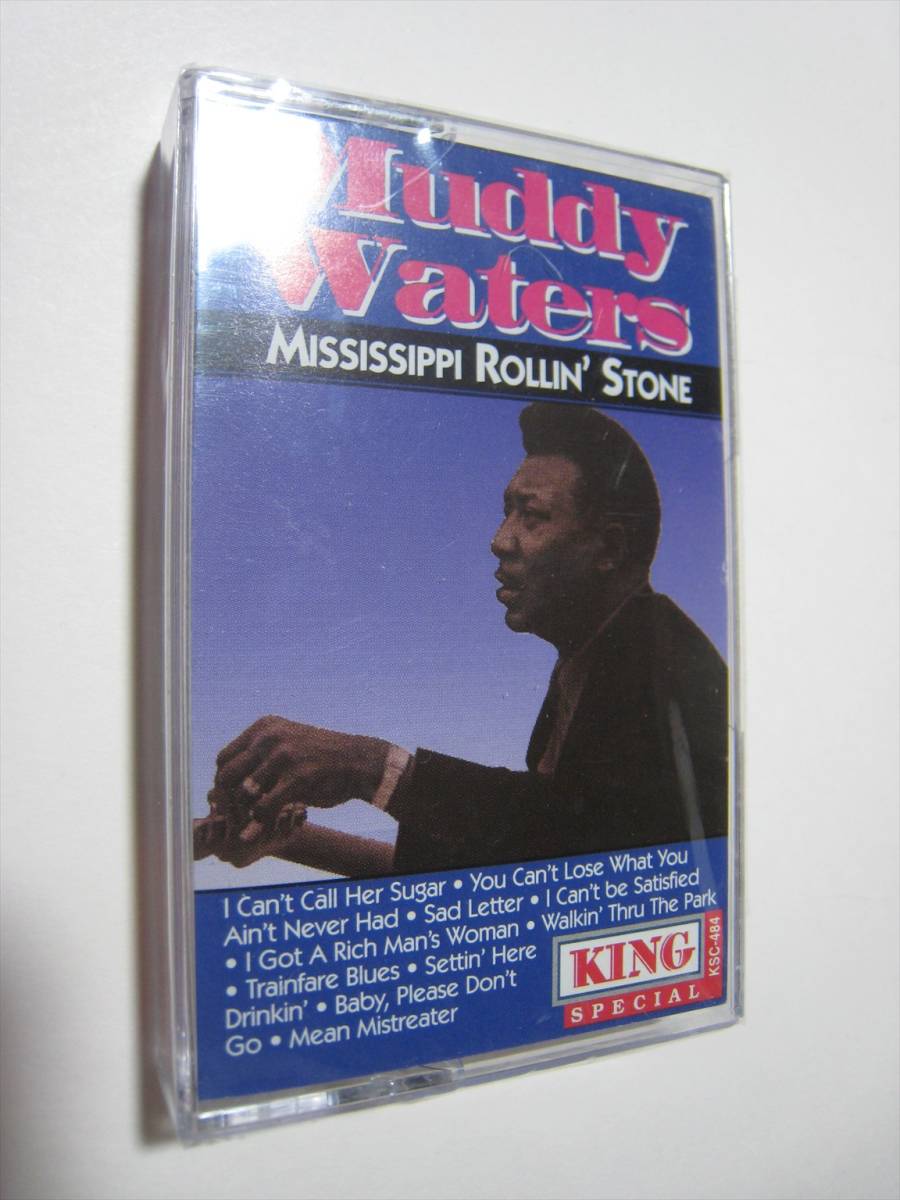 Muddy
Waters
MISSISSIPPI ROLLIN' STONE
I Can't Call Her Sugar • You Can't Lose What You
Ain't Never Had • Sad Letter • I Can't be Satisfied
• I Got A Rich Man's Woman • Walkin' Thru The Park
• Trainfare Blues • Settin' Here
Drinkin' • Baby, Please Don't
Go • Mean Mistreater
KING
SPECIAL
KSC-484